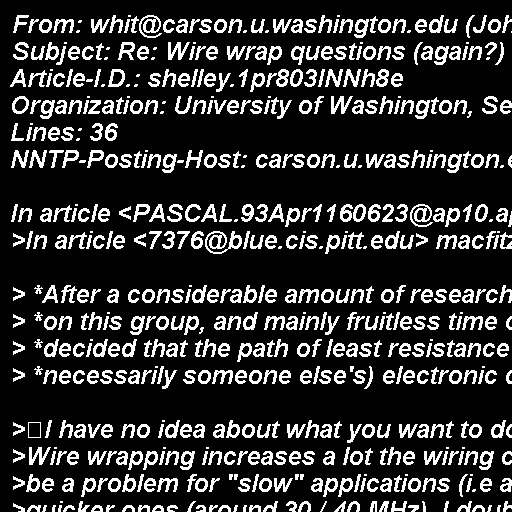 From: whit@carson.u.washington.edu (Joh
Subject: Re: Wire wrap questions (again?)
Article-I.D.: shelley.1pr803INNh8e
Organization: University of Washington, Se
Lines: 36
NNTP-Posting-Host: carson.u.washington.e
In article <PASCAL.93Apr1160623@ap10.ap
>In article <7376@blue.cis.pitt.edu> macfitz
> *After a considerable amount of research
> *on this group, and mainly fruitless time o
> *decided that the path of least resistance
> *necessarily someone else's) electronic d
>□I have no idea about what you want to do
>Wire wrapping increases a lot the wiring c
>be a problem for "slow" applications (i.e a
>quicker ones (around 30 / 40 MHz). I doub